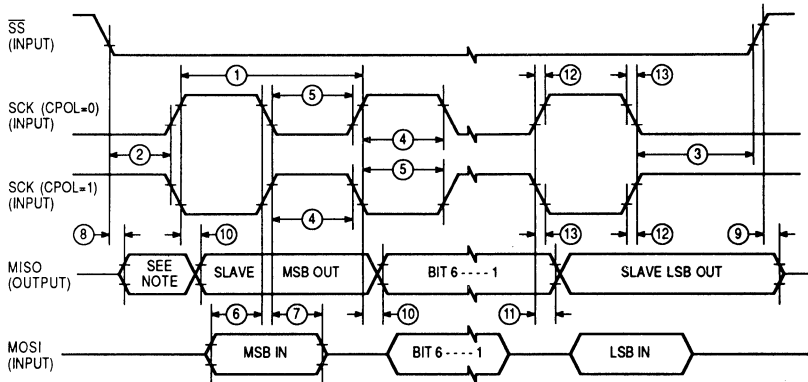 SS
(INPUT)
① ⑫ ⑬
⑤
SCK (CPOL=0)
(INPUT)
④
② ③
⑤
SCK (CPOL=1)
(INPUT)
④
⑧ ⑩ ⑬ ⑫ ⑨
MISO
(OUTPUT)
SEE
NOTE
SLAVE MSB OUT BIT 6 - - - - 1 SLAVE LSB OUT
⑥ ⑦ ⑩ ⑪
MOSI
(INPUT)
MSB IN BIT 6 - - - - 1 LSB IN